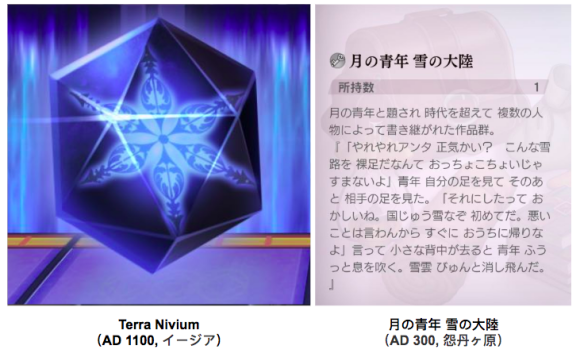 月の青年 雪の大陸
所持数 1
月の青年と題され 時代を超えて 複数の人
物によって書き継がれた作品群。
『「やれやれアンタ 正気かい？ こんな雪
路を 裸足だなんて おっちょこちょいじゃ
すまないよ」青年 自分の足を見て そのあ
と 相手の足を見た。「それにしたって お
かしいね。国じゅう雪なぞ 初めてだ。悪い
ことは言わんから すぐに おうちに帰りな
よ」言って 小さな背中が去ると 青年 ふう
っと息を吹く。雪雲 びゅんと消し飛んだ。
』
Terra Nivium
（AD 1100, イージア）
月の青年 雪の大陸
（AD 300, 怨丹ヶ原）